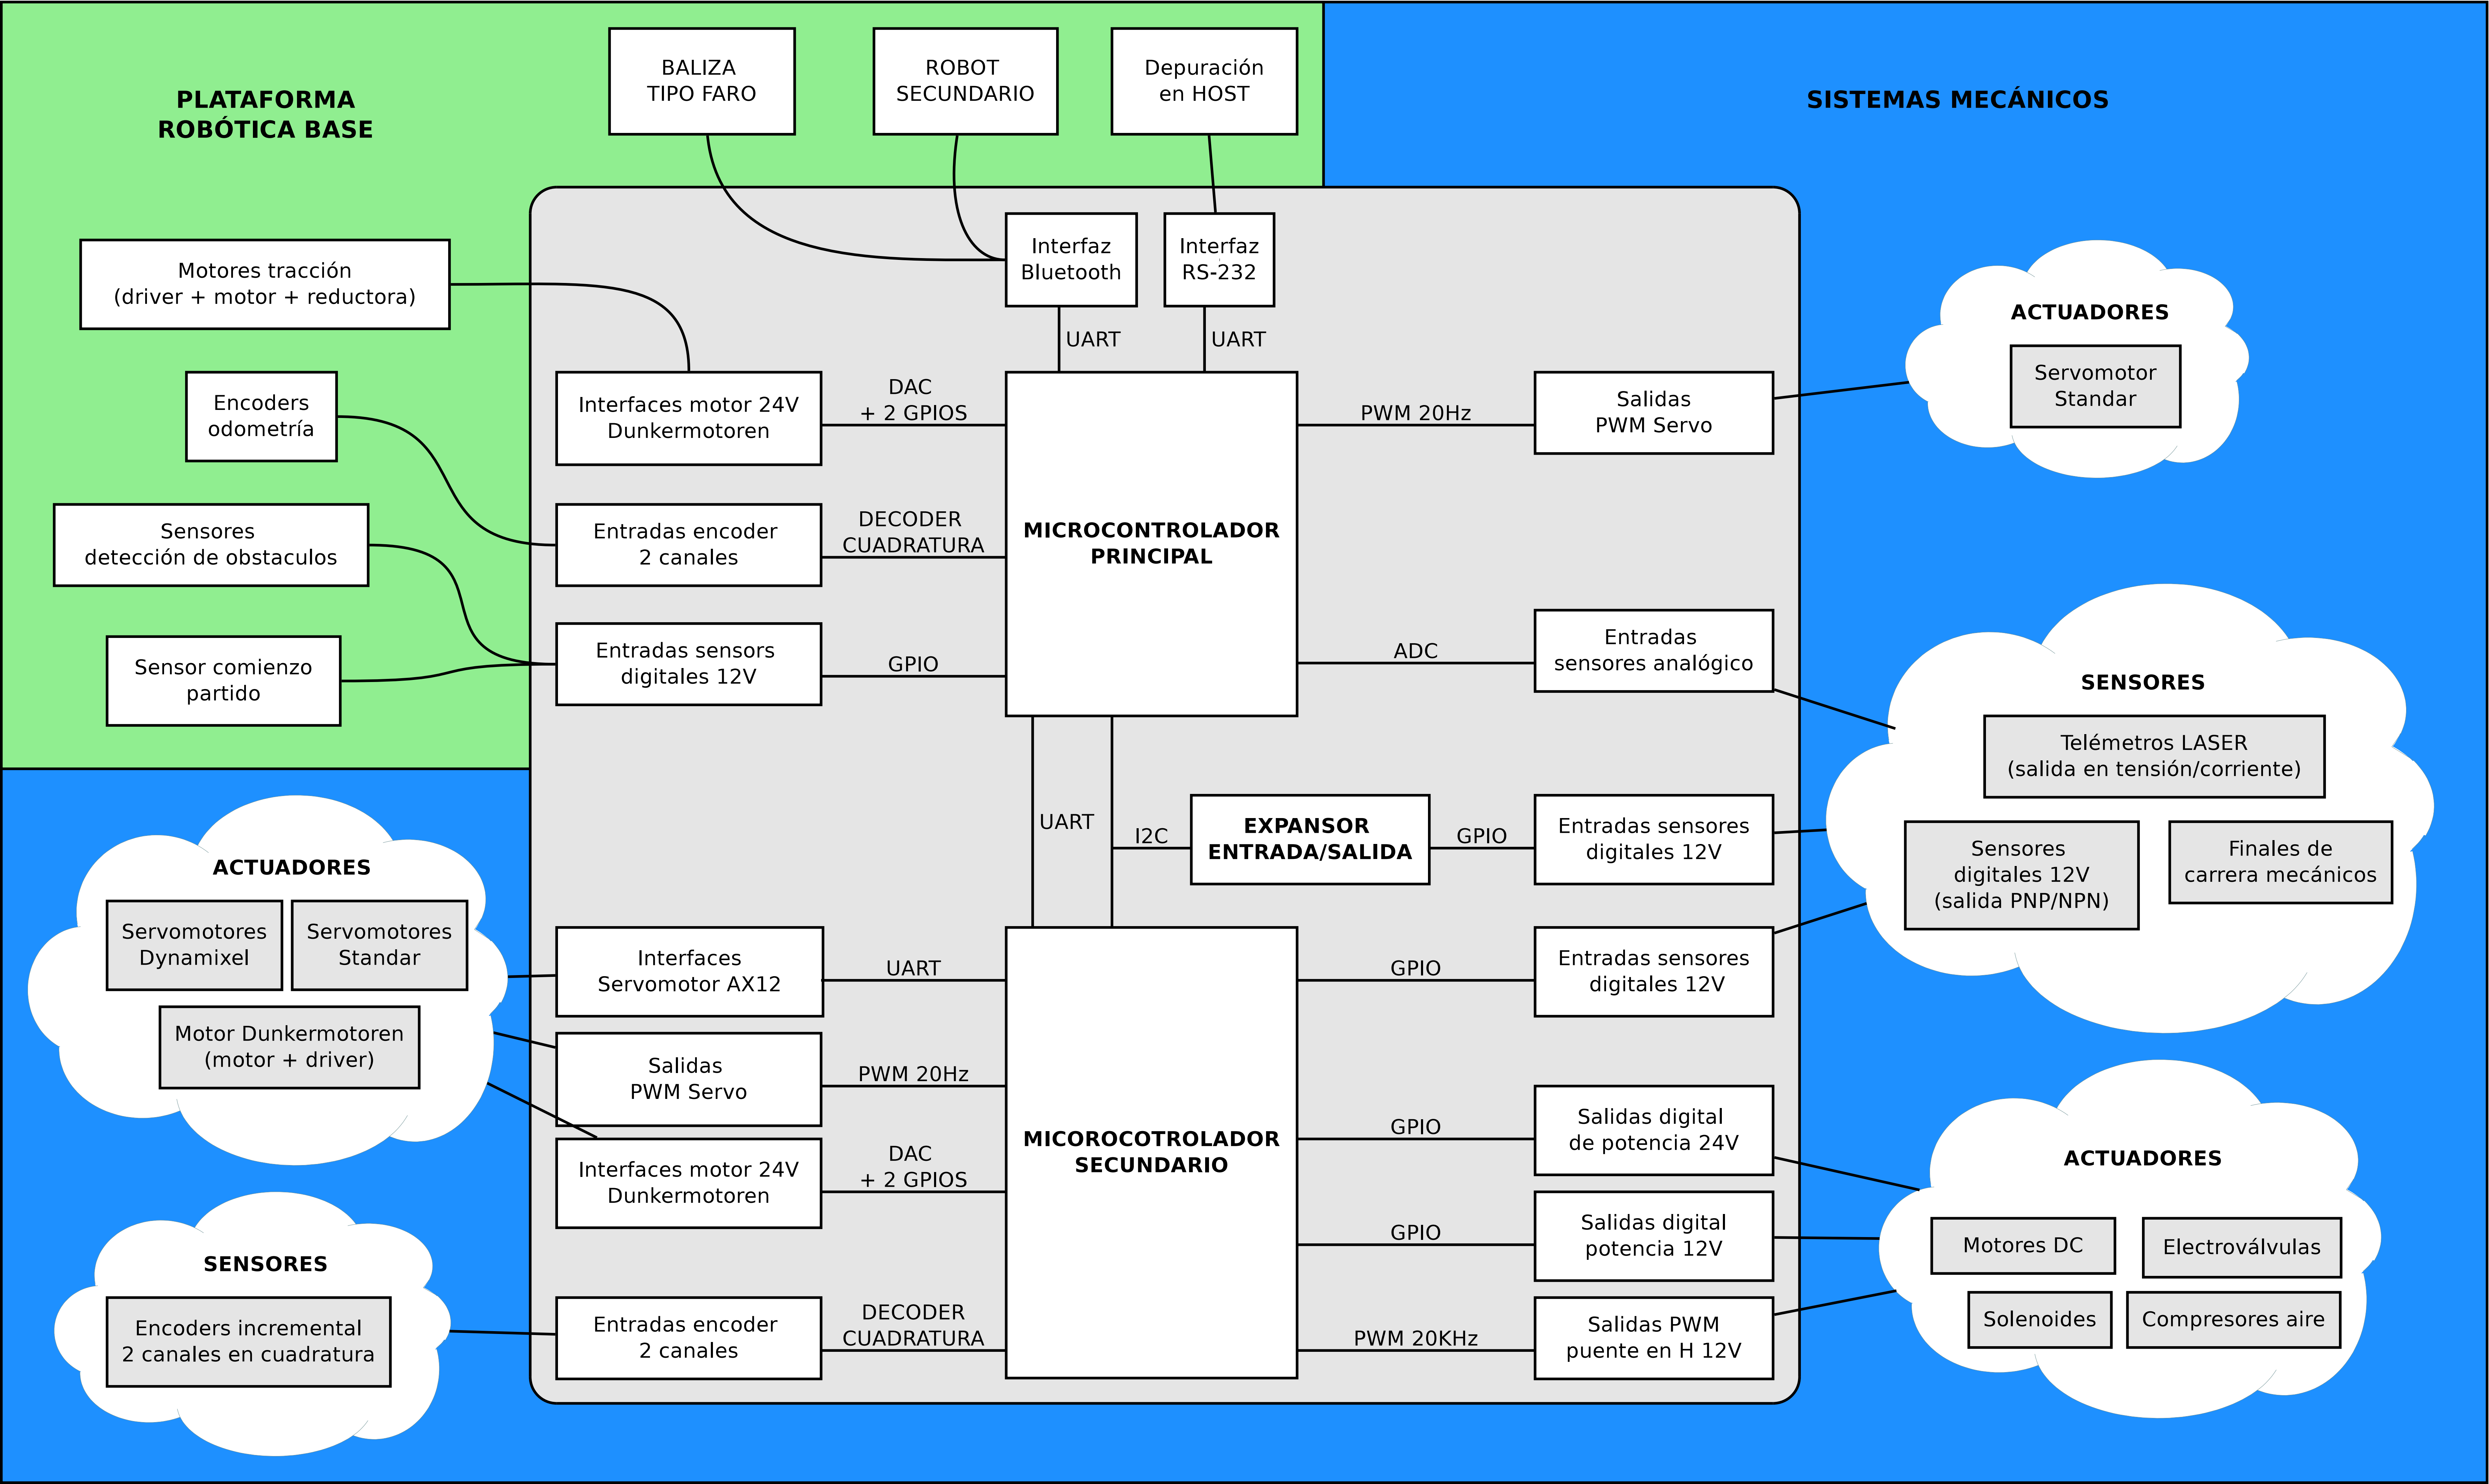 PLATAFORMA
ROBÓTICA BASE
BALIZA
TIPO FARO
ROBOT
SECUNDARIO
Depuración
en HOST
SISTEMAS MECÁNICOS
Motores tracción
(driver + motor + reductora)
Encoders
odometría
Sensores
detección de obstaculos
Sensor comienzo
partido
Interfaz
Bluetooth
Interfaz
RS-232
UART
UART
Interfaces motor 24V
Dunkermotoren
DAC
+ 2 GPIOS
Entradas encoder
2 canales
DECODER
CUADRATURA
Entradas sensors
digitales 12V
GPIO
MICROCONTROLADOR
PRINCIPAL
PWM 20Hz
Salidas
PWM Servo
ADC
Entradas
sensores analógico
ACTUADORES
Servomotor
Standar
SENSORES
Telémetros LASER
(salida en tensión/corriente)
Sensores
digitales 12V
(salida PNP/NPN)
Finales de
carrera mecánicos
UART
I2C
EXPANSOR
ENTRADA/SALIDA
GPIO
Entradas sensores
digitales 12V
ACTUADORES
Servomotores
Dynamixel
Servomotores
Standar
Motor Dunkermotoren
(motor + driver)
SENSORES
Encoders incremental
2 canales en cuadratura
Interfaces
Servomotor AX12
UART
Salidas
PWM Servo
PWM 20Hz
Interfaces motor 24V
Dunkermotoren
DAC
+ 2 GPIOS
Entradas encoder
2 canales
DECODER
CUADRATURA
MICOROCOTROLADOR
SECUNDARIO
GPIO
Entradas sensores
digitales 12V
GPIO
Salidas digital
de potencia 24V
GPIO
Salidas digital
potencia 12V
PWM 20KHz
Salidas PWM
puente en H 12V
ACTUADORES
Motores DC
Electroválvulas
Solenoides
Compresores aire